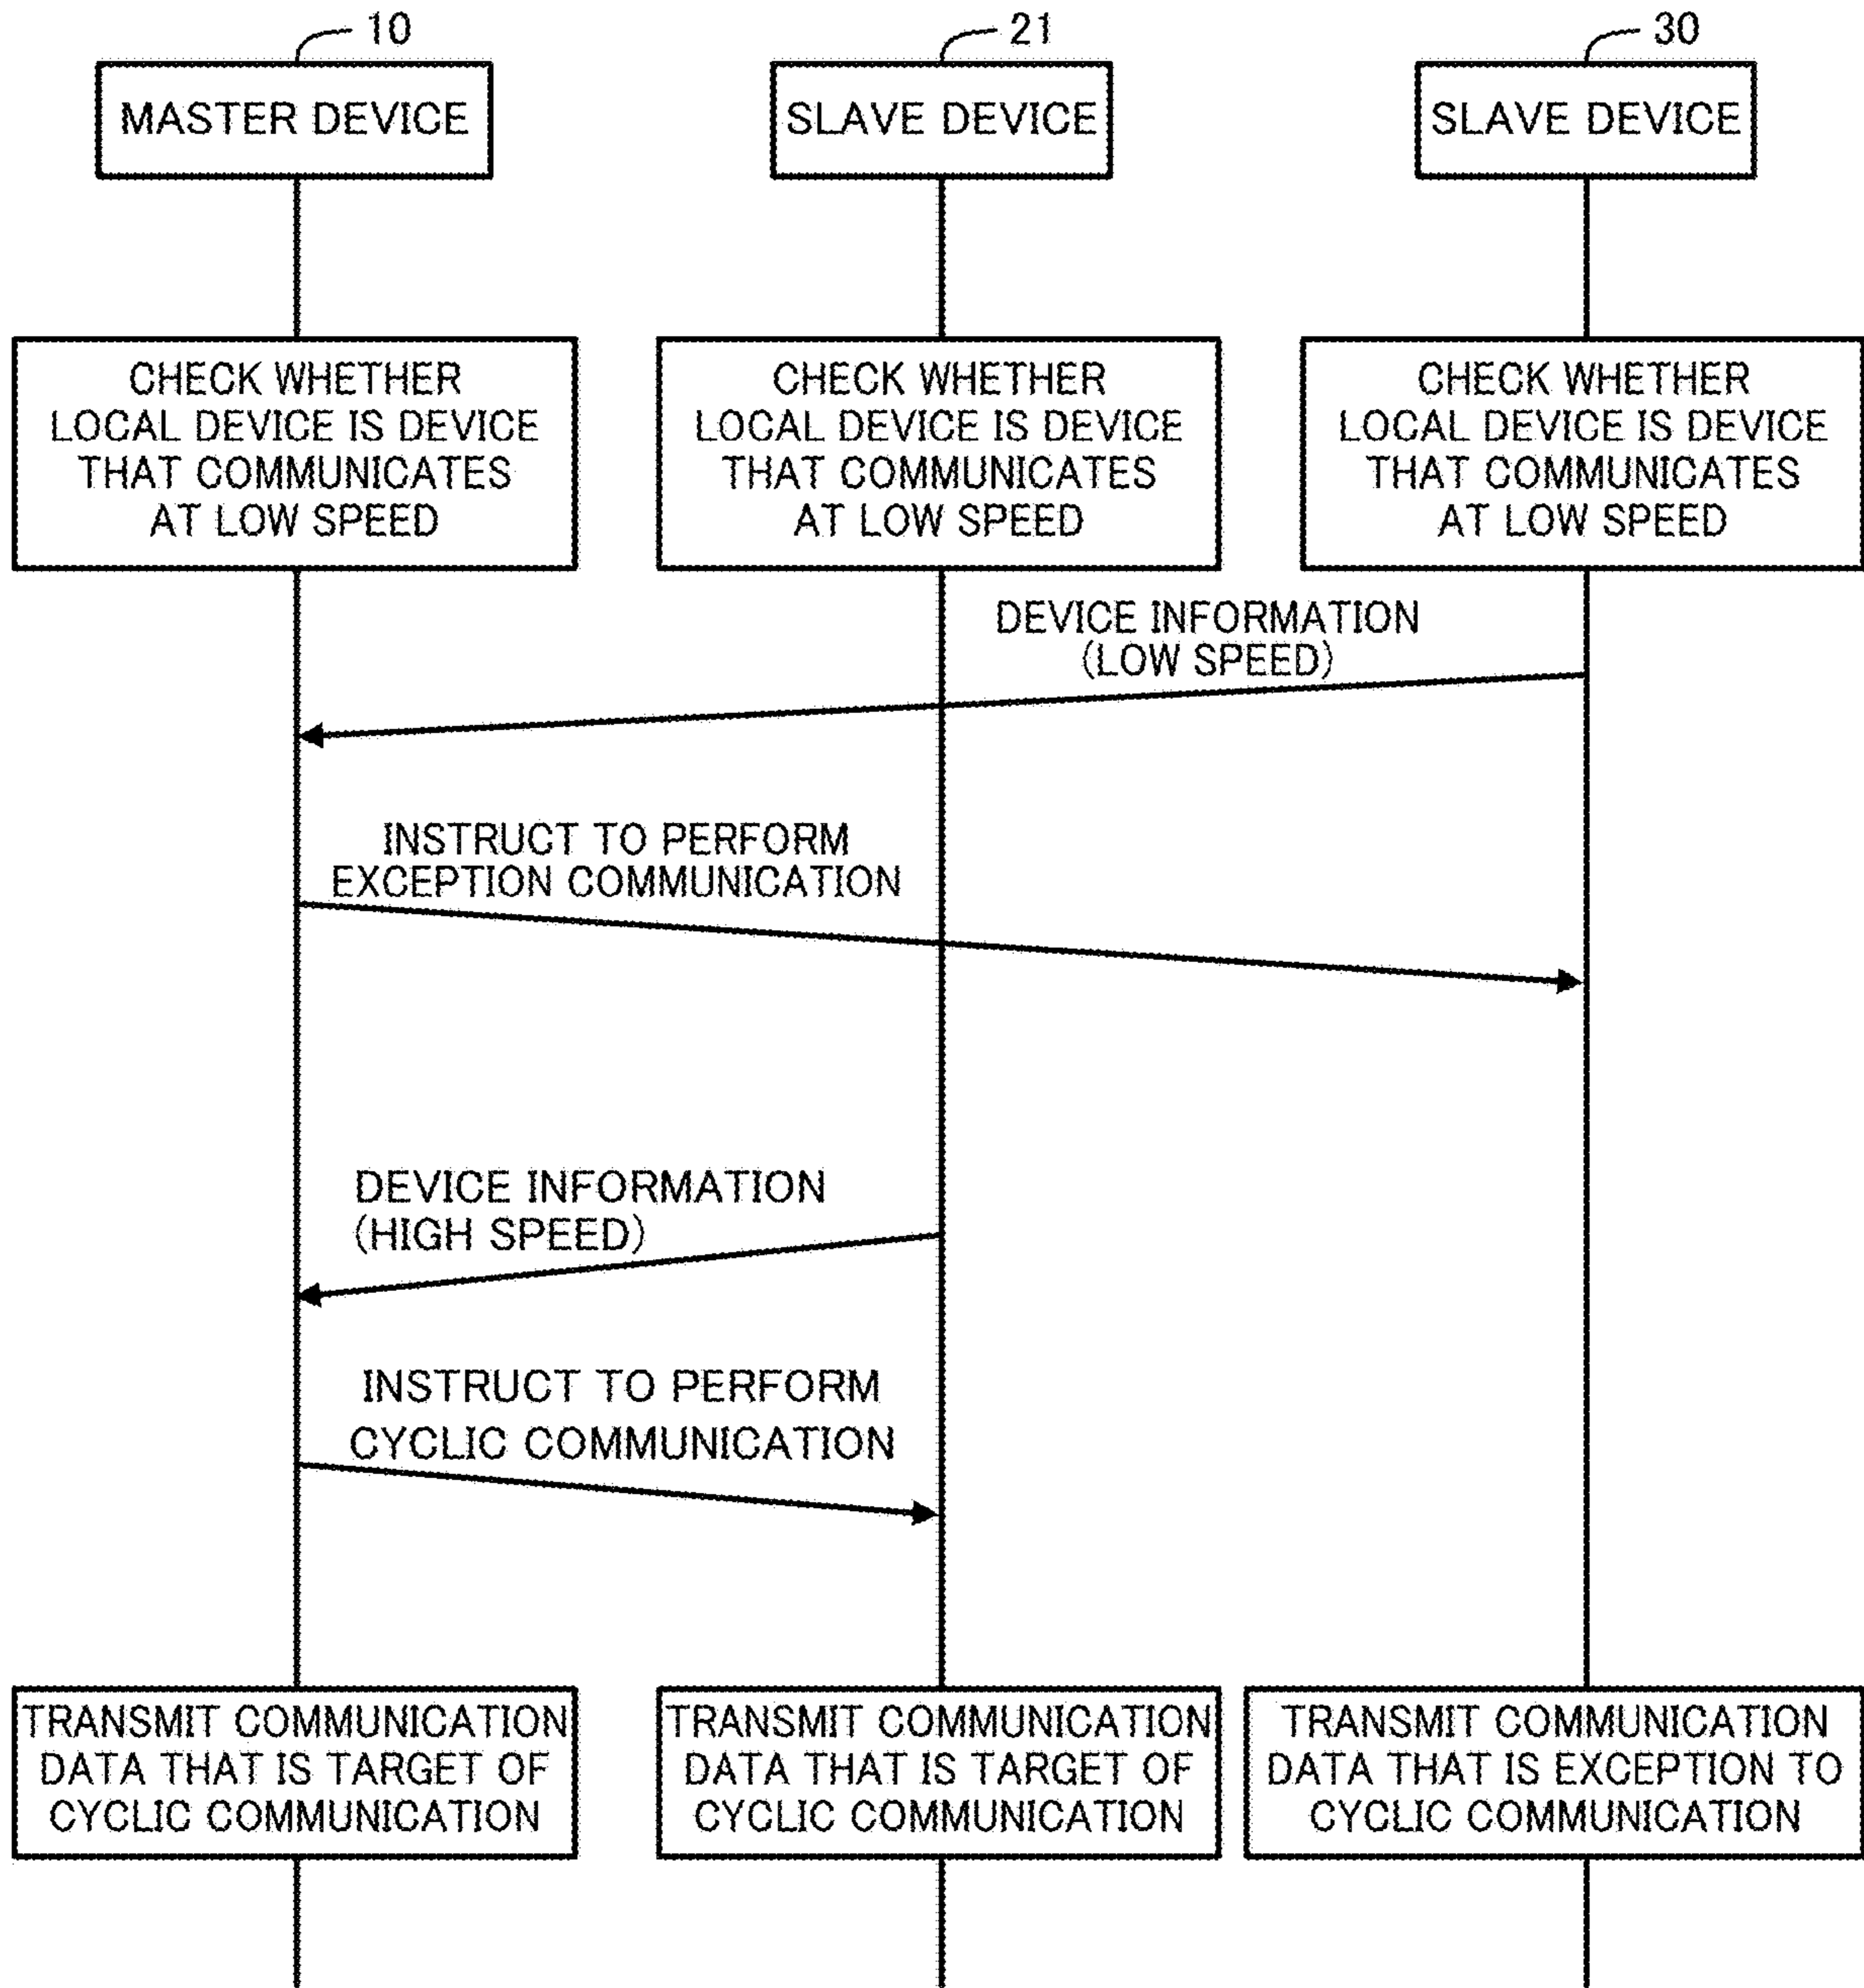 10
21
30
MASTER DEVICE
SLAVE DEVICE
SLAVE DEVICE
CHECK WHETHER
LOCAL DEVICE IS DEVICE
THAT COMMUNICATES
AT LOW SPEED
CHECK WHETHER
LOCAL DEVICE IS DEVICE
THAT COMMUNICATES
AT LOW SPEED
CHECK WHETHER
LOCAL DEVICE IS DEVICE
THAT COMMUNICATES
AT LOW SPEED
DEVICE INFORMATION
(LOW SPEED)
INSTRUCT TO PERFORM
EXCEPTION COMMUNICATION
DEVICE INFORMATION
(HIGH SPEED)
INSTRUCT TO PERFORM
CYCLIC COMMUNICATION
TRANSMIT COMMUNICATION
DATA THAT IS TARGET OF
CYCLIC COMMUNICATION
TRANSMIT COMMUNICATION
DATA THAT IS TARGET OF
CYCLIC COMMUNICATION
TRANSMIT COMMUNICATION
DATA THAT IS EXCEPTION TO
CYCLIC COMMUNICATION